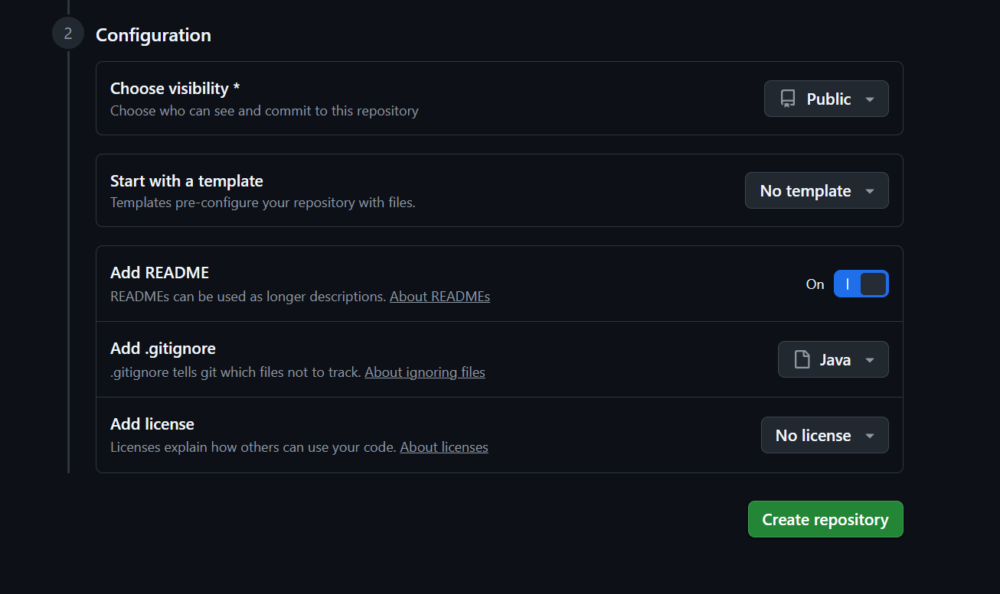 2
Configuration
Choose visibility *
Choose who can see and commit to this repository
Public
Start with a template
Templates pre-configure your repository with files.
No template
Add README
READMEs can be used as longer descriptions. About READMEs
On
Add .gitignore
.gitignore tells git which files not to track. About ignoring files
Java
Add license
Licenses explain how others can use your code. About licenses
No license
Create repository